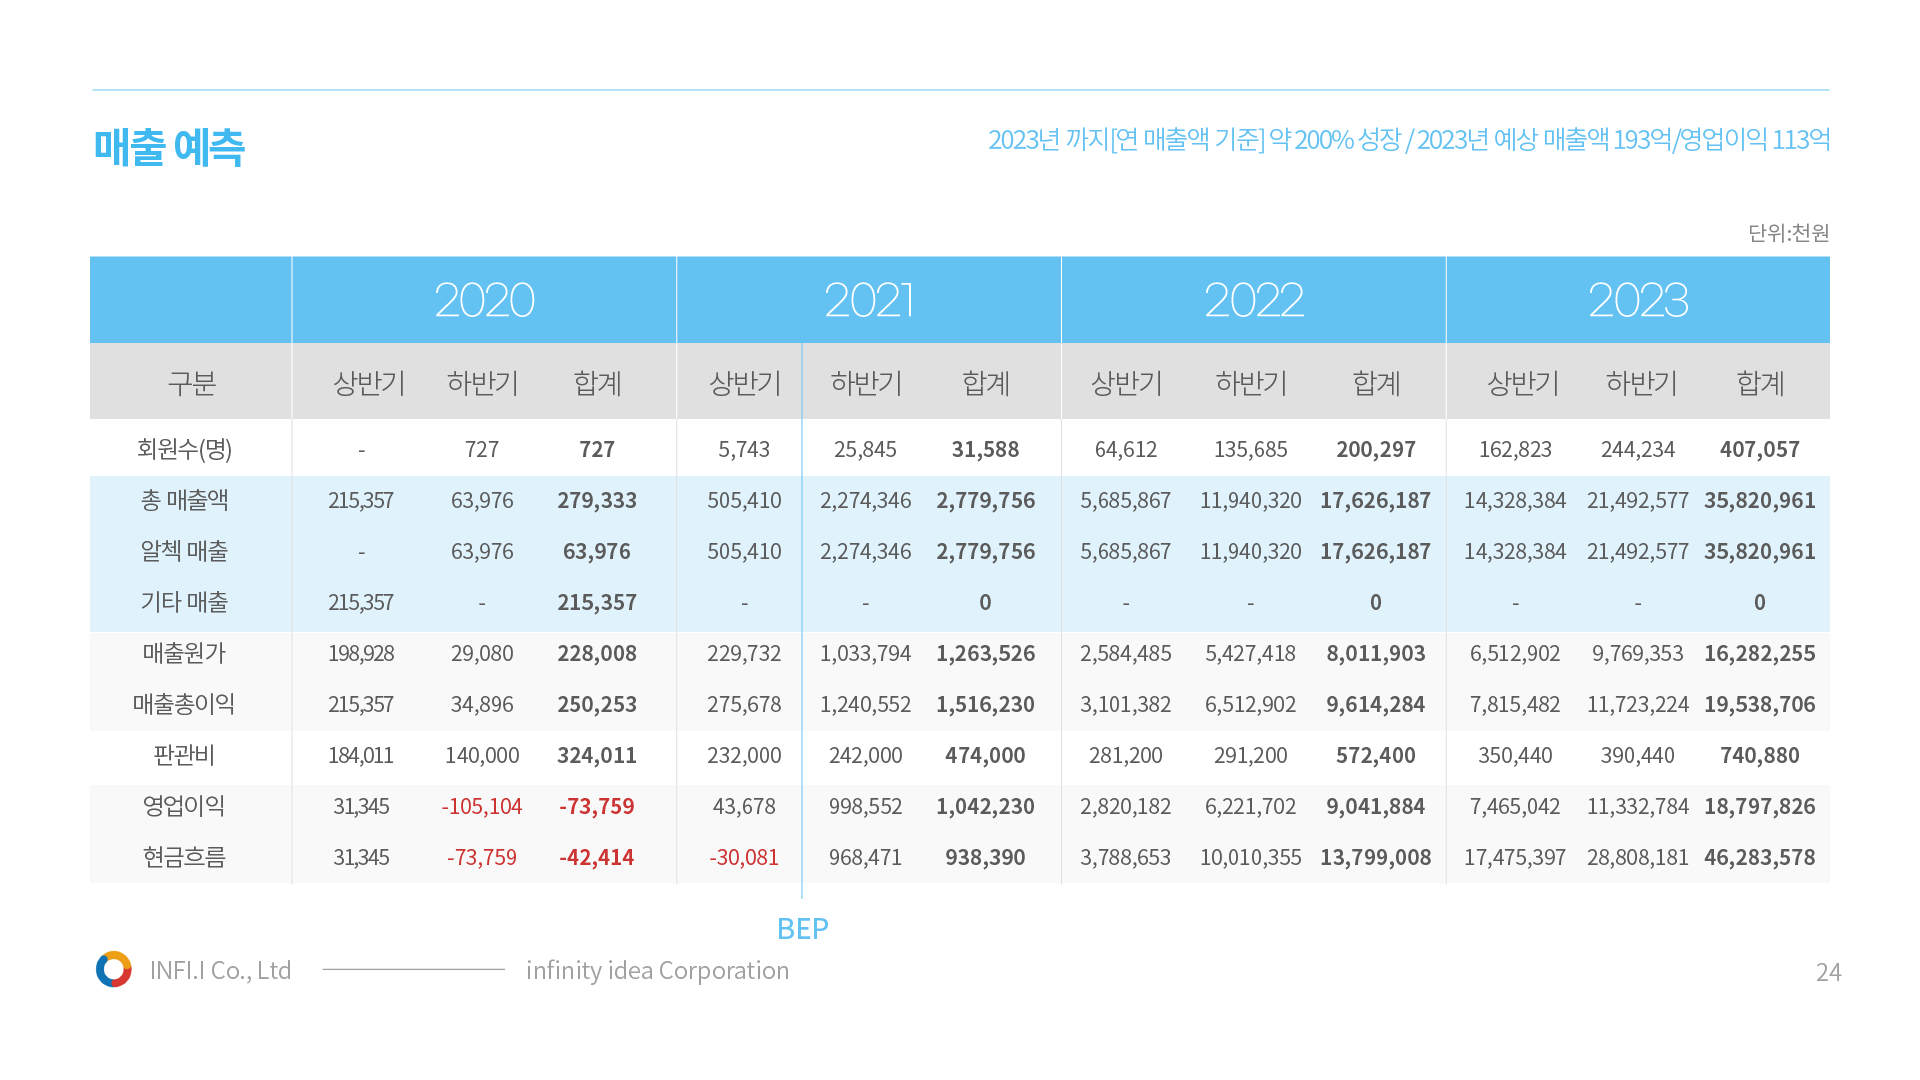 매출 예측
2023년 까지[연 매출액 기준] 약 200% 성장 / 2023년 예상 매출액 193억/영업이익 113억
단위:천원
2020 2021 2022 2023
구분 상반기 하반기 합계 상반기 하반기 합계 상반기 하반기 합계 상반기 하반기 합계
회원수(명) - 727 727 5,743 25,845 31,588 64,612 135,685 200,297 162,823 244,234 407,057
총 매출액 215,357 63,976 279,333 505,410 2,274,346 2,779,756 5,685,867 11,940,320 17,626,187 14,328,384 21,492,577 35,820,961
알첵 매출 - 63,976 63,976 505,410 2,274,346 2,779,756 5,685,867 11,940,320 17,626,187 14,328,384 21,492,577 35,820,961
기타 매출 215,357 - 215,357 - - 0 - - 0 - - 0
매출원가 198,928 29,080 228,008 229,732 1,033,794 1,263,526 2,584,485 5,427,418 8,011,903 6,512,902 9,769,353 16,282,255
매출총이익 215,357 34,896 250,253 275,678 1,240,552 1,516,230 3,101,382 6,512,902 9,614,284 7,815,482 11,723,224 19,538,706
판관비 184,011 140,000 324,011 232,000 242,000 474,000 281,200 291,200 572,400 350,440 390,440 740,880
영업이익 31,345 -105,104 -73,759 43,678 998,552 1,042,230 2,820,182 6,221,702 9,041,884 7,465,042 11,332,784 18,797,826
현금흐름 31,345 -73,759 -42,414 -30,081 968,471 938,390 3,788,653 10,010,355 13,799,008 17,475,397 28,808,181 46,283,578
BEP
INFI.I Co., Ltd infinity idea Corporation 24